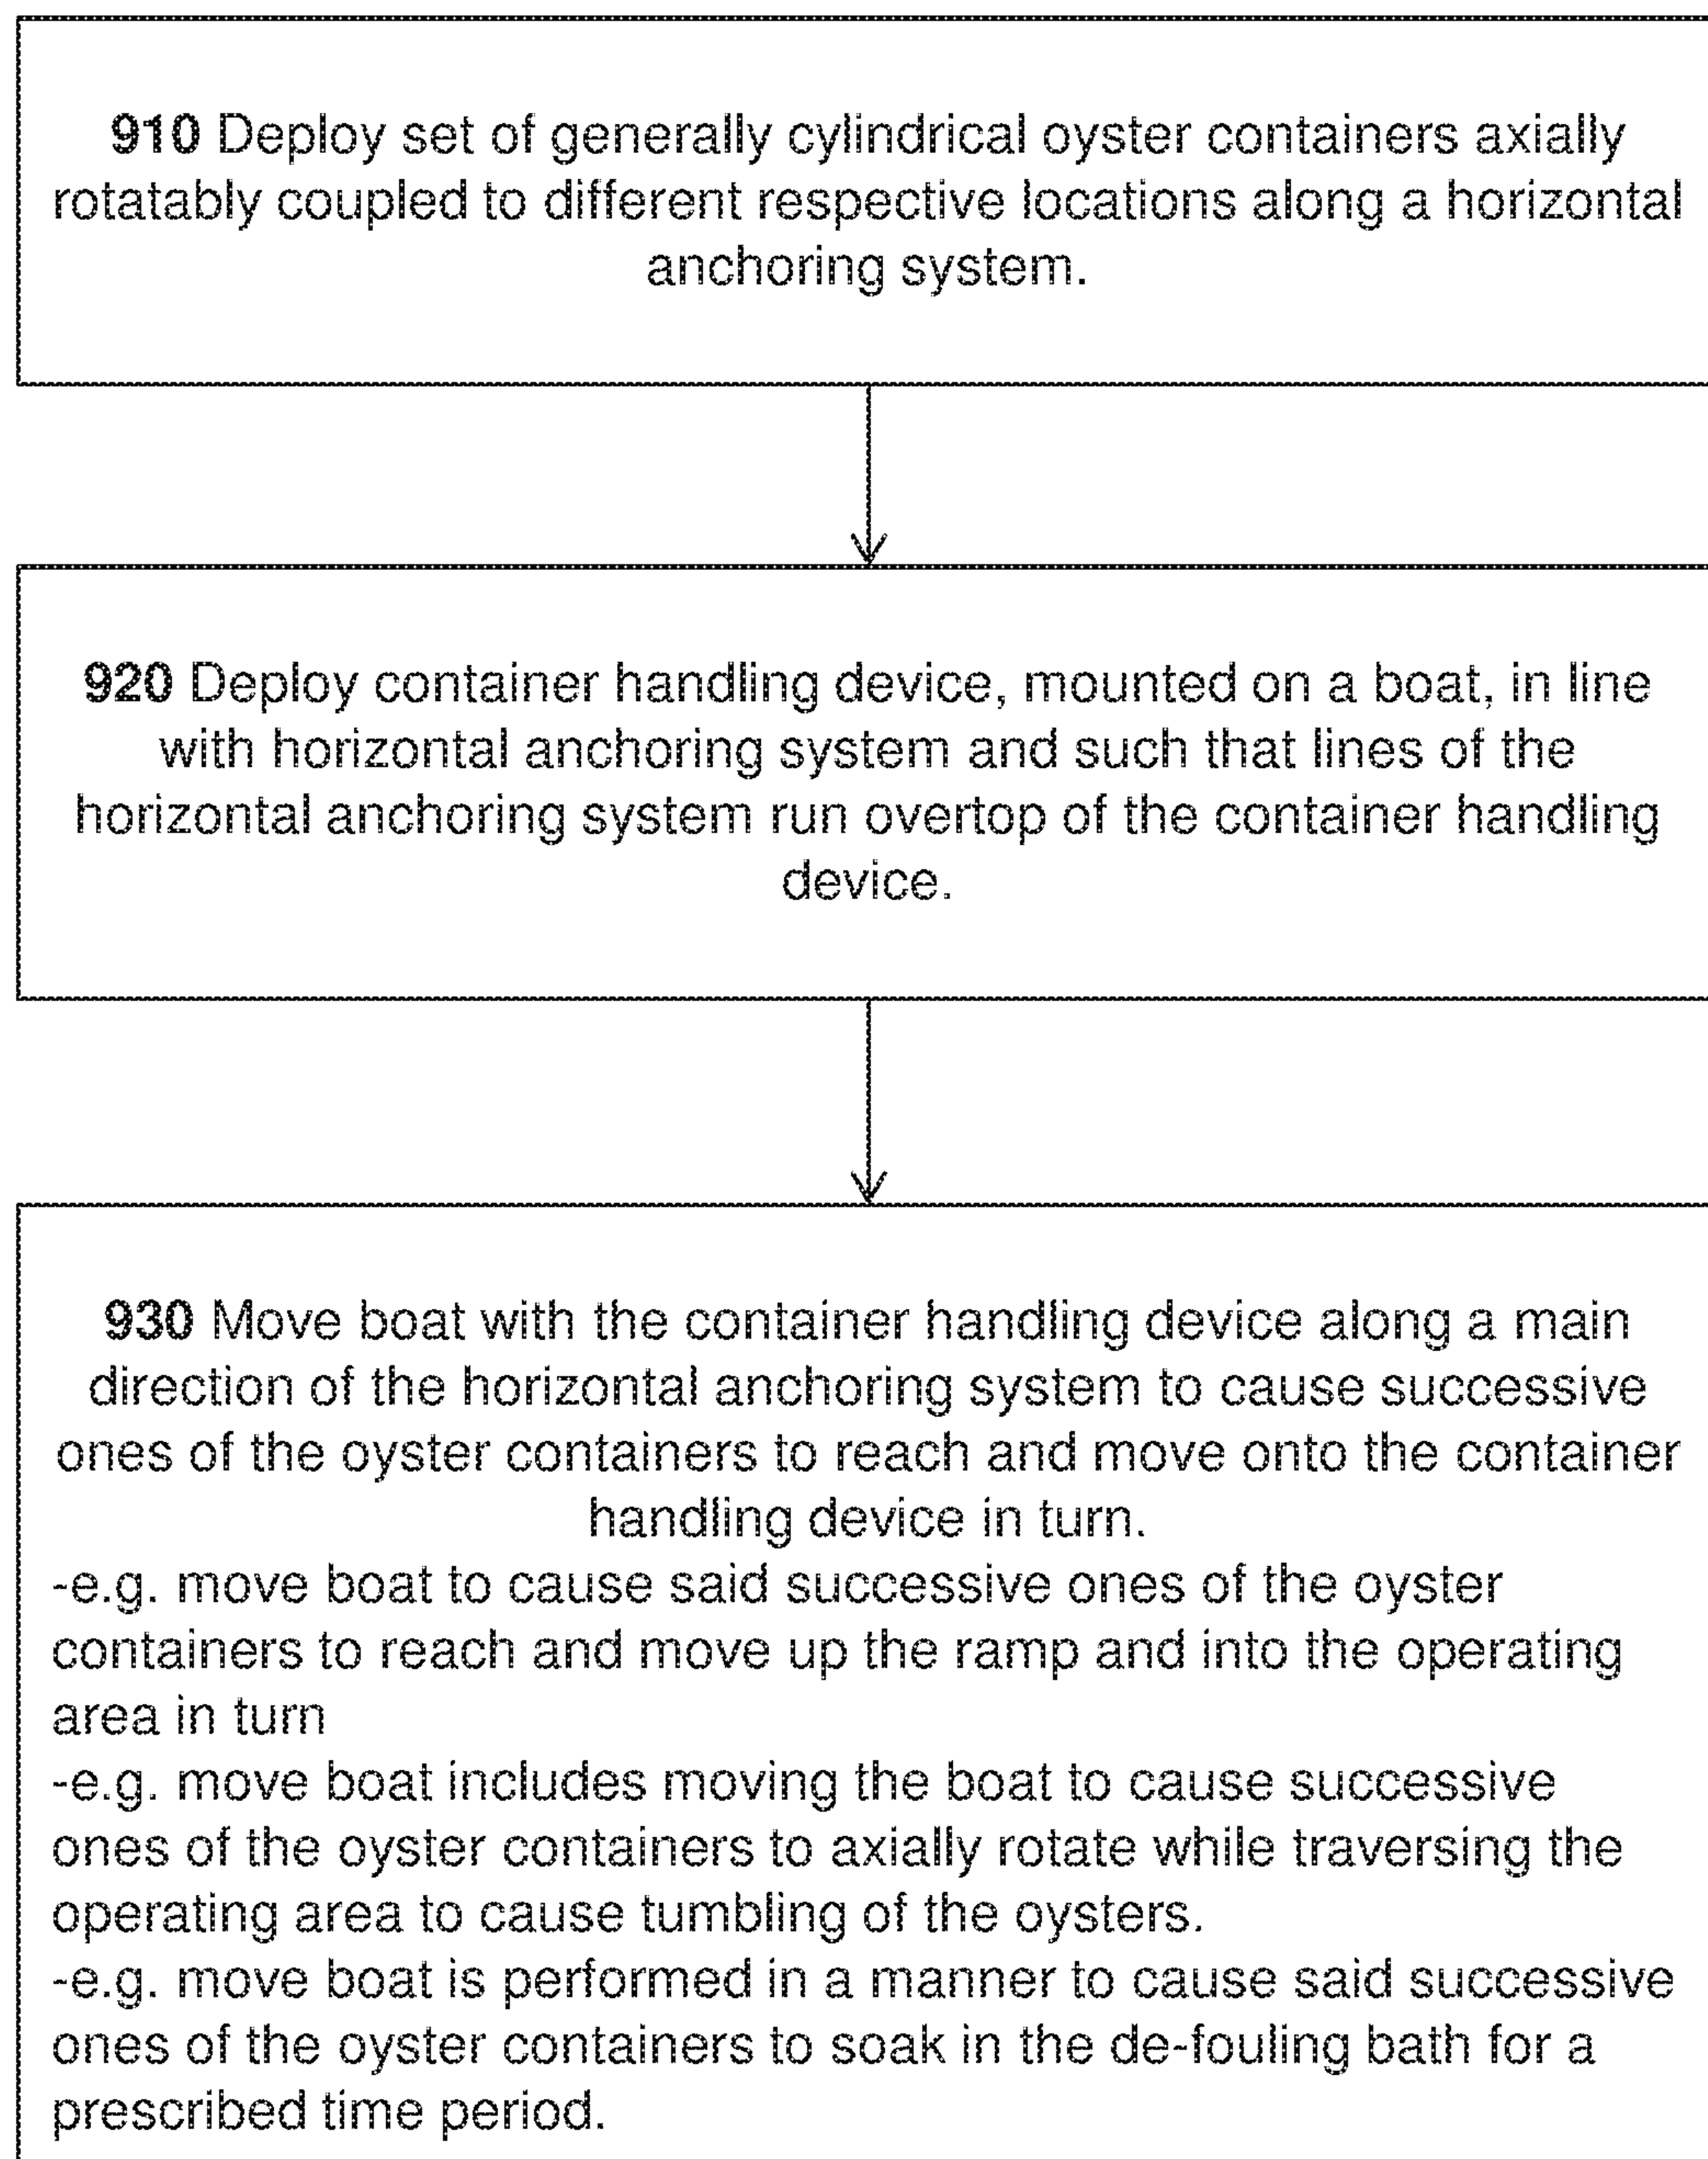 910 Deploy set of generally cylindrical oyster containers axially
rotatably coupled to different respective locations along a horizontal
anchoring system.
920 Deploy container handling device, mounted on a boat, in line
with horizontal anchoring system and such that lines of the
horizontal anchoring system run overtop of the container handling
device.
930 Move boat with the container handling device along a main
direction of the horizontal anchoring system to cause successive
ones of the oyster containers to reach and move onto the container
handling device in turn.
-e.g. move boat to cause said successive ones of the oyster
containers to reach and move up the ramp and into the operating
area in turn
-e.g. move boat includes moving the boat to cause successive
ones of the oyster containers to axially rotate while traversing the
operating area to cause tumbling of the oysters.
-e.g. move boat is performed in a manner to cause said successive
ones of the oyster containers to soak in the de-fouling bath for a
prescribed time period.